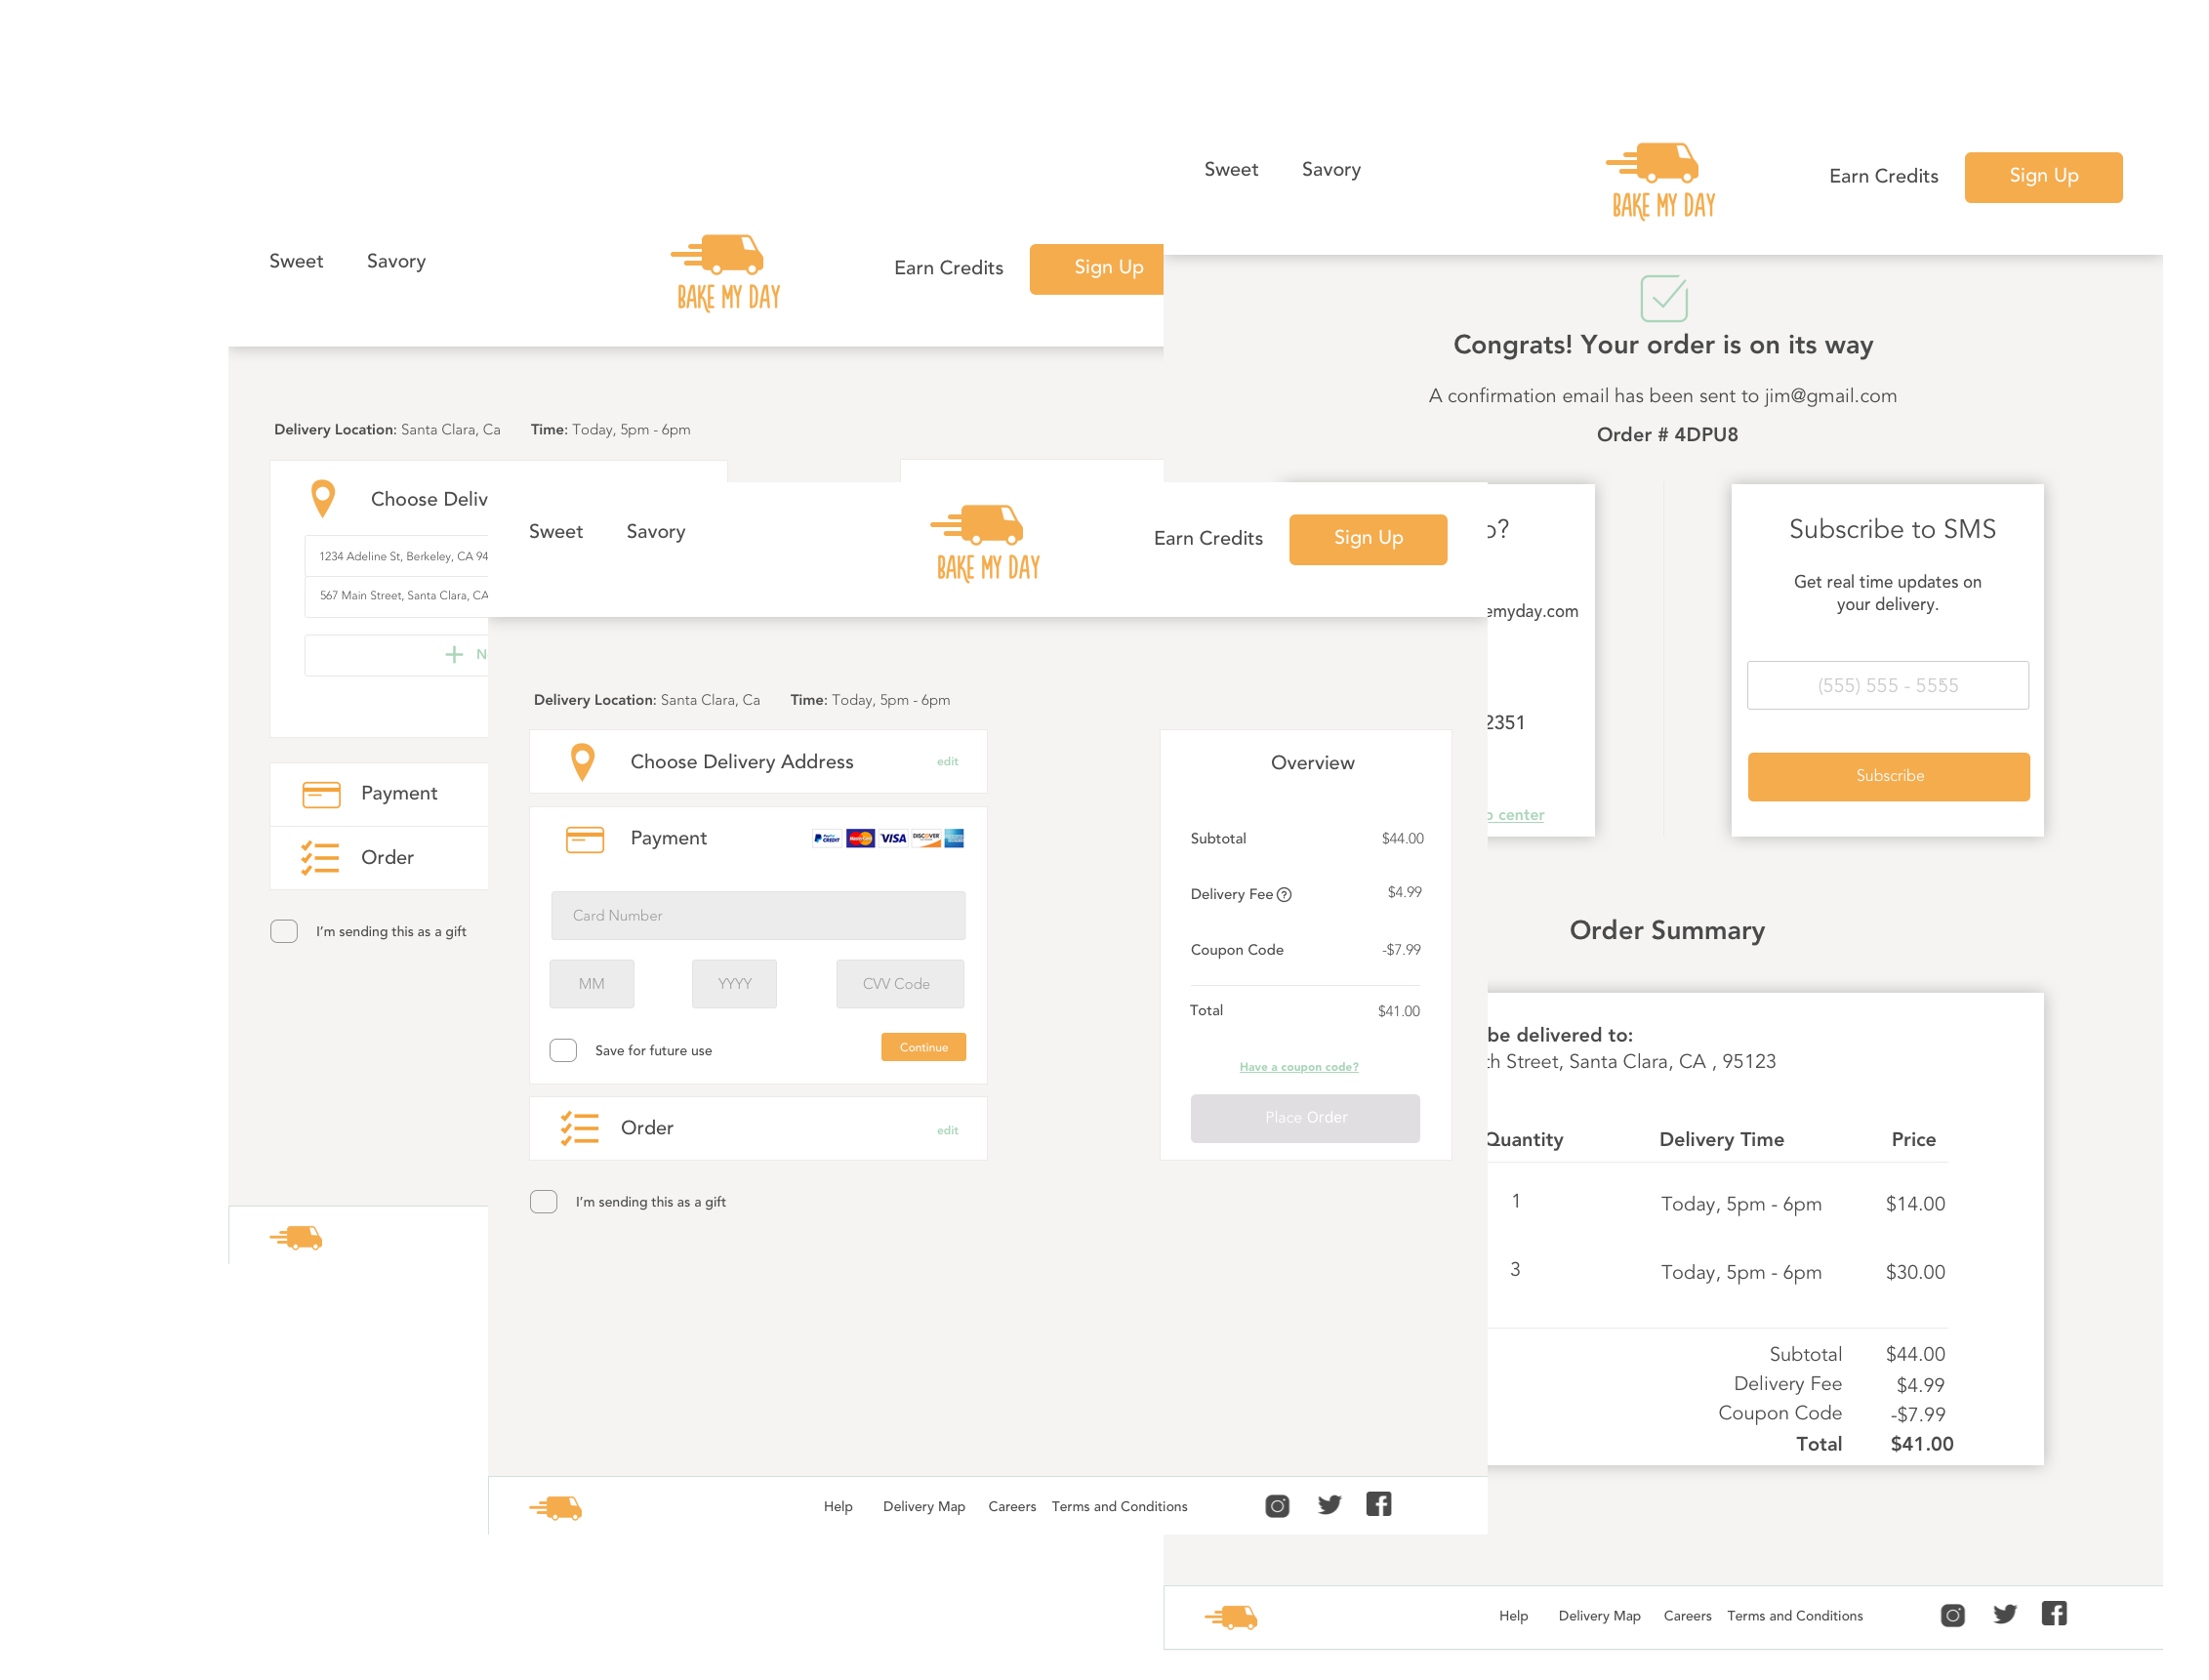 Sweet Savory
BAKE MY DAY
Earn Credits Sign Up
Delivery Location: Santa Clara, Ca Time: Today, 5pm - 6pm
Choose
1234 Adeline St, Berkeley, CA
567 Main Street, Santa Clara, CA
Payment
Order
I'm sending this as a gift
Sweet Savory
BAKE MY DAY
Earn Credits Sign Up
Delivery Location: Santa Clara, Ca Time: Today, 5pm - 6pm
Choose Delivery Address edit
Payment PayPal CREDIT MasterCard VISA DISCOVER
Card Number
MM YYYY CVV Code
Save for future use Continue
Order edit
I'm sending this as a gift
Overview
Subtotal $44.00
Delivery Fee ? $4.99
Coupon Code -$7.99
Total $41.00
Have a coupon code?
Place Order
Help Delivery Map Careers Terms and Conditions
Sweet Savory
BAKE MY DAY
Earn Credits Sign Up
Congrats! Your order is on its way
A confirmation email has been sent to jim@gmail.com
Order # 4DPU8
emyday.com
2351
center
Subscribe to SMS
Get real time updates on
your delivery.
(555) 555 - 5555
Subscribe
Order Summary
be delivered to:
Street, Santa Clara, CA , 95123
Quantity Delivery Time Price
1 Today, 5pm - 6pm $14.00
3 Today, 5pm - 6pm $30.00
Subtotal $44.00
Delivery Fee $4.99
Coupon Code -$7.99
Total $41.00
Help Delivery Map Careers Terms and Conditions